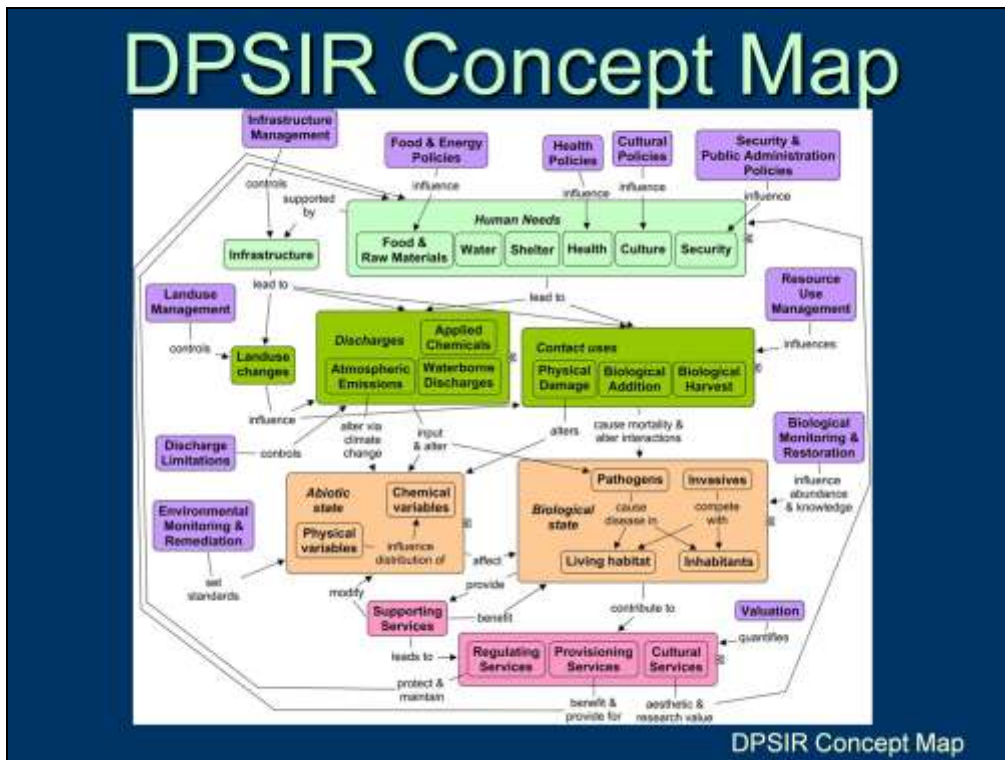 DPSIR Concept Map
Infrastructure
Management
Food & Energy
Policies
Health
Policies
Cultural
Policies
Security &
Public Administration
Policies
controls
supported
by
influence
influence
influence
influence
Human Needs
Food &
Raw Materials
Water
Shelter
Health
Culture
Security
Infrastructure
lead to
lead to
Landuse
Management
Resource
Use
Management
controls
influences
Landuse
changes
Discharges
Applied
Chemicals
Atmospheric
Emissions
Waterborne
Discharges
Contact uses
Physical
Damage
Biological
Addition
Biological
Harvest
influence
Discharge
Limitations
controls
alter via
climate
change
input
& alter
alters
cause mortality &
alter interactions
Biological
Monitoring &
Restoration
influence
abundance
& knowledge
Environmental
Monitoring &
Remediation
set
standards
Abiotic
state
Chemical
variables
Physical
variables
influence
distribution of
affect
Biological
state
Pathogens
Invasives
cause
disease in
compete
with
Living habitat
Inhabitants
modify
provide
Supporting
Services
benefit
contribute to
Valuation
quantifies
leads to
Regulating
Services
Provisioning
Services
Cultural
Services
protect &
maintain
benefit &
provide for
aesthetic &
research value
DPSIR Concept Map